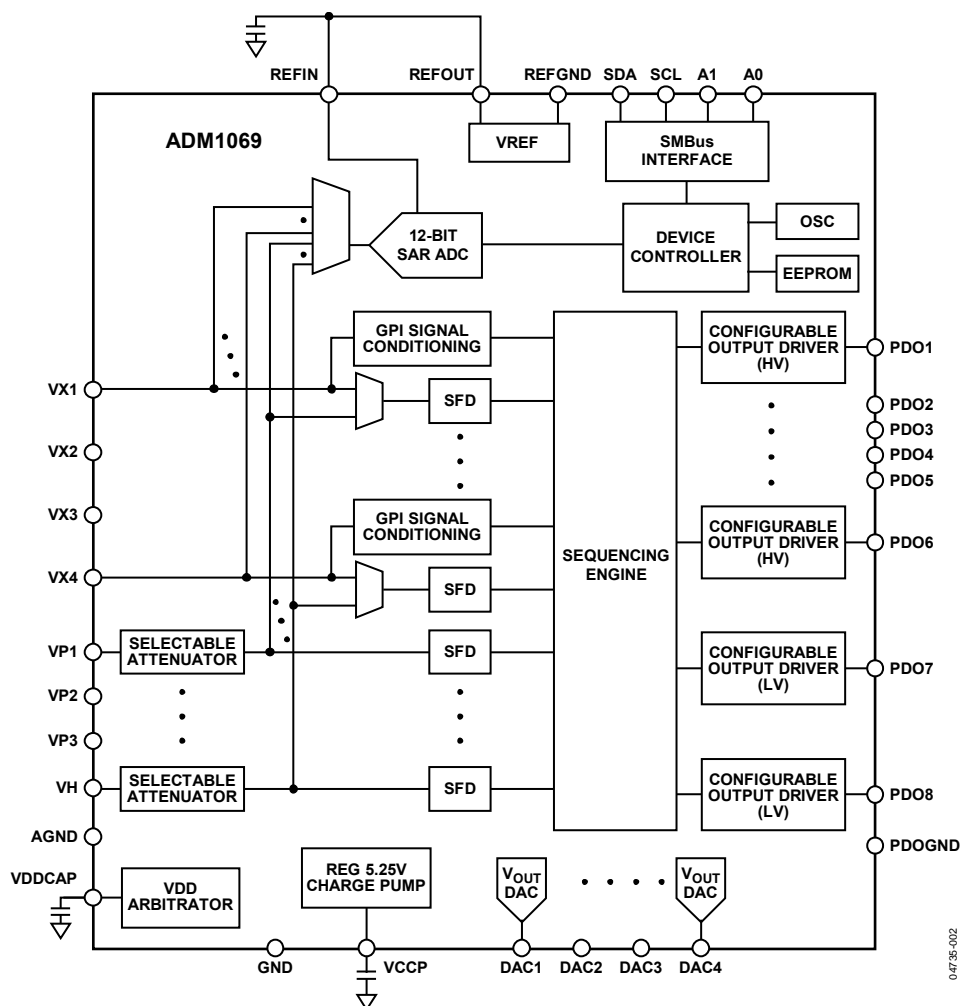 REFIN
REFOUT
REFGND
SDA
SCL
A1
A0
ADM1069
VREF
SMBus
INTERFACE
12-BIT
SAR ADC
DEVICE
CONTROLLER
OSC
EEPROM
GPI SIGNAL
CONDITIONING
CONFIGURABLE
OUTPUT DRIVER
(HV)
PDO1
VX1
SFD
PDO2
PDO3
PDO4
PDO5
VX2
VX3
GPI SIGNAL
CONDITIONING
SEQUENCING
ENGINE
CONFIGURABLE
OUTPUT DRIVER
(HV)
PDO6
VX4
SFD
VP1
SELECTABLE
ATTENUATOR
SFD
CONFIGURABLE
OUTPUT DRIVER
(LV)
PDO7
VP2
VP3
VH
SELECTABLE
ATTENUATOR
SFD
CONFIGURABLE
OUTPUT DRIVER
(LV)
PDO8
AGND
PDOGND
VDDCAP
VDD
ARBITRATOR
REG 5.25V
CHARGE PUMP
VOUT
DAC
VOUT
DAC
GND
VCCP
DAC1
DAC2
DAC3
DAC4
04735-002